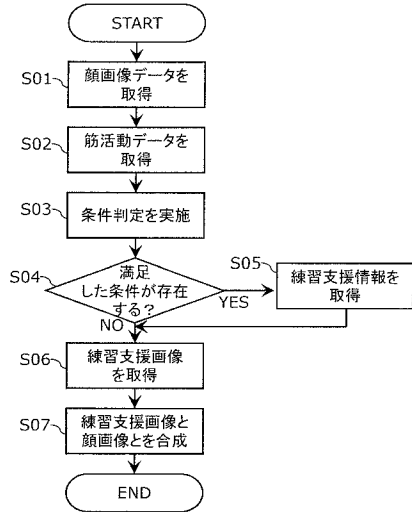 START
S01
顔画像データを
取得
S02
筋活動データを
取得
S03
条件判定を実施
S04
満足
した条件が存在
する?
YES
NO
S05
練習支援情報を
取得
S06
練習支援画像
を取得
S07
練習支援画像と
顔画像とを合成
END